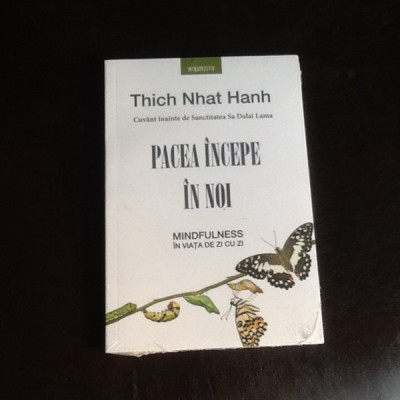 Thich Nhat Hanh
Cuvânt înainte de Sanctitatea Sa Dalai Lama
PACEA ÎNCEPE
ÎN NOI
MINDFULNESS
ÎN VIAȚA DE ZI CU ZI